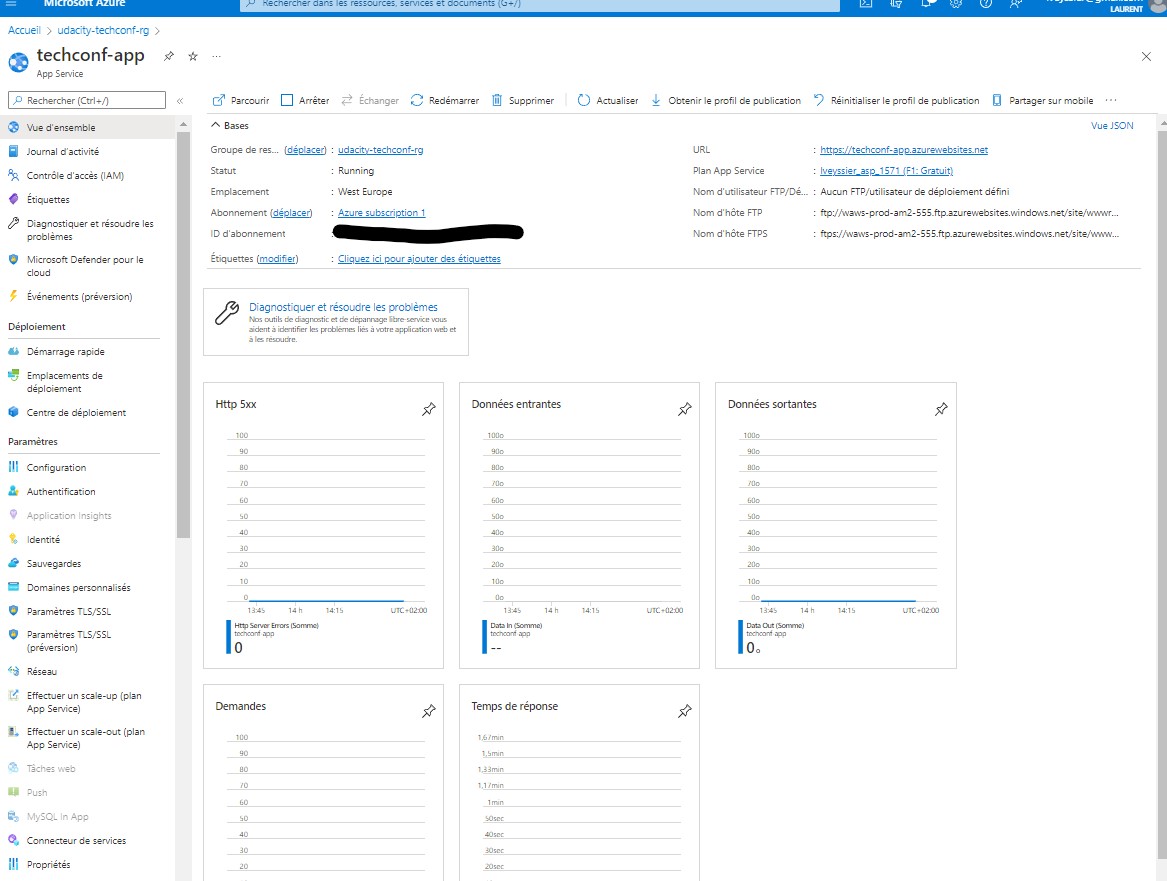 Microsoft Azure
Rechercher dans les ressources, services et documents (G+/)
LAURENT
Accueil > udacity-techconf-rg >
techconf-app
App Service
Rechercher (Ctrl+/)
«
Parcourir
Arrêter
Échanger
Redémarrer
Supprimer
Actualiser
Obtenir le profil de publication
Réinitialiser le profil de publication
Partager sur mobile
Vue d'ensemble
Journal d'activité
Contrôle d'accès (IAM)
Étiquettes
Diagnostiquer et résoudre les
problèmes
Microsoft Defender pour le
cloud
Événements (préversion)
Déploiement
Démarrage rapide
Emplacements de
déploiement
Centre de déploiement
Paramètres
Configuration
Authentification
Application Insights
Identité
Sauvegardes
Domaines personnalisés
Paramètres TLS/SSL
Paramètres TLS/SSL
(préversion)
Réseau
Effectuer un scale-up (plan
App Service)
Effectuer un scale-out (plan
App Service)
Tâches web
Push
MySQL In App
Connecteur de services
Propriétés
Bases
Vue JSON
Groupe de res... (déplacer) : udacity-techconf-rg
Statut : Running
Emplacement : West Europe
Abonnement (déplacer) : Azure subscription 1
ID d'abonnement :
Étiquettes (modifier) : Cliquez ici pour ajouter des étiquettes
URL : https://techconf-app.azurewebsites.net
Plan App Service : lveyssier_asp_1571 (F1: Gratuit)
Nom d'utilisateur FTP/Dé... : Aucun FTP/utilisateur de déploiement défini
Nom d'hôte FTP : ftp://waws-prod-am2-555.ftp.azurewebsites.windows.net/site/wwwr...
Nom d'hôte FTPS : ftps://waws-prod-am2-555.ftp.azurewebsites.windows.net/site/www...
Diagnostiquer et résoudre les problèmes
Nos outils de diagnostic et de dépannage libre-service vous
aident à identifier les problèmes liés à votre application web et
à les résoudre.
Http 5xx
100
90
80
70
60
50
40
30
20
10
0
13:45 14 h 14:15 UTC+02:00
Http Server Errors (Somme)
techconf-app
0
Données entrantes
100o
90o
80o
70o
60o
50o
40o
30o
20o
10o
0o
13:45 14 h 14:15 UTC+02:00
Data In (Somme)
techconf-app
--
Données sortantes
100o
90o
80o
70o
60o
50o
40o
30o
20o
10o
0o
13:45 14 h 14:15 UTC+02:00
Data Out (Somme)
techconf-app
0o
Demandes
100
90
80
70
60
50
40
30
20
Temps de réponse
1,67min
1,5min
1,33min
1,17min
1min
50sec
40sec
30sec
20sec